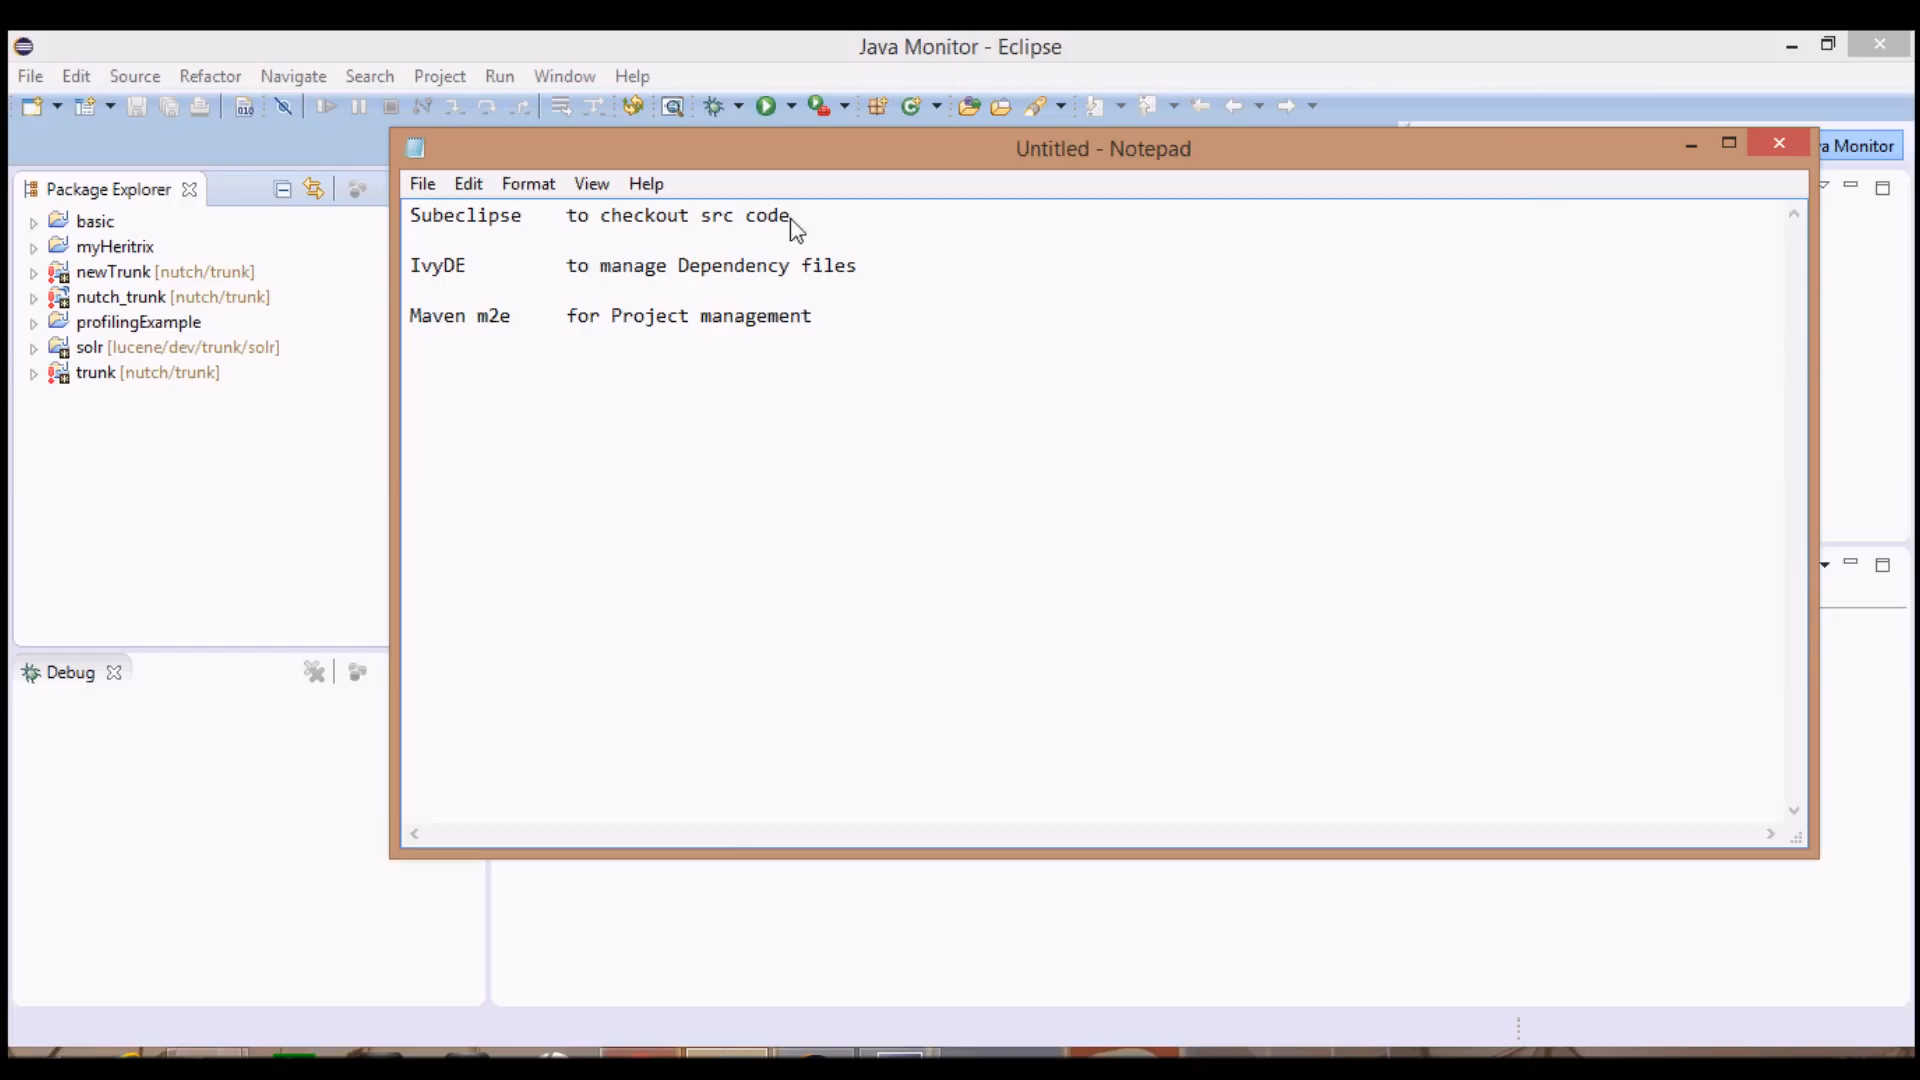 Java Monitor - Eclipse
File Edit Source Refactor Navigate Search Project Run Window Help
Untitled - Notepad
Monitor
Package Explorer
File Edit Format View Help
basic
myHeritrix
newTrunk [nutch/trunk]
nutch_trunk [nutch/trunk]
profilingExample
solr [lucene/dev/trunk/solr]
trunk [nutch/trunk]
Subeclipse to checkout src code
IvyDE to manage Dependency files
Maven m2e for Project management
Debug